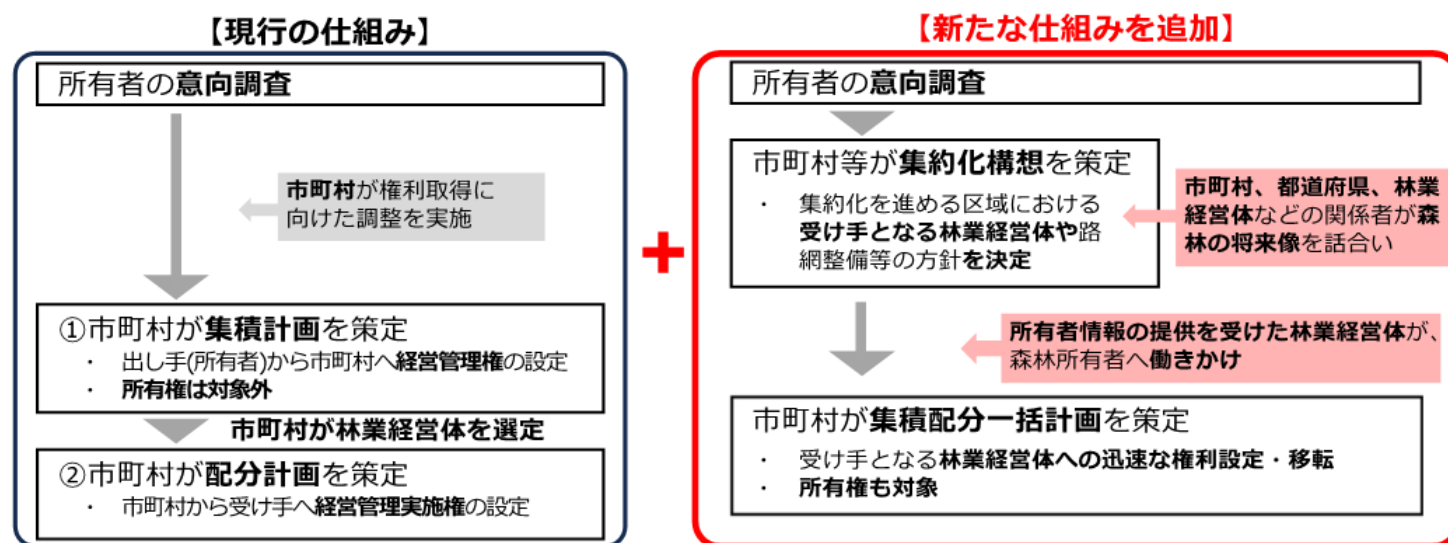 【現行の仕組み】
所有者の意向調査
市町村が権利取得に
向けた調整を実施
①市町村が集積計画を策定
・ 出し手(所有者)から市町村へ経営管理権の設定
・ 所有権は対象外
市町村が林業経営体を選定
②市町村が配分計画を策定
・ 市町村から受け手へ経営管理実施権の設定
+
【新たな仕組みを追加】
所有者の意向調査
市町村等が集約化構想を策定
・ 集約化を進める区域における
受け手となる林業経営体や路
網整備等の方針を決定
市町村、都道府県、林業
経営体などの関係者が森
林の将来像を話合い
所有者情報の提供を受けた林業経営体が、
森林所有者へ働きかけ
市町村が集積配分一括計画を策定
・ 受け手となる林業経営体への迅速な権利設定・移転
・ 所有権も対象